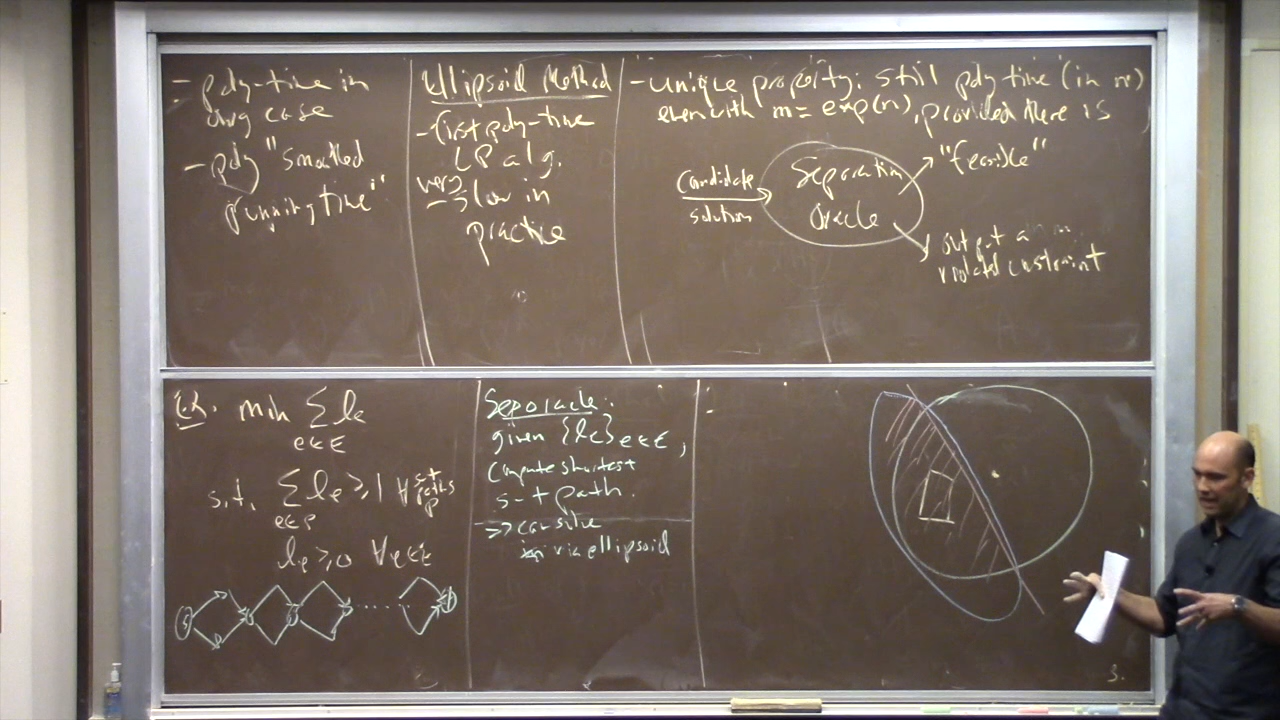 - poly-time in
avg case
- poly "smoothed
running time"
Ellipsoid Method
- first poly-time
LP alg.
very
- slow in
practice
- unique property: still poly time (in n)
even with m = exp(n), provided there is
candidate
solution
Separation
Oracle
"feasible"
output a
violated constraint
Ex. min Σ le
e∈E
s.t. Σ le ≥ 1 ∀ s-t
paths
P
e∈P
le ≥ 0 ∀e∈E
s
t
Sep oracle:
given {le}e∈E,
compute shortest
s-t path.
=> can solve
via ellipsoid
3.